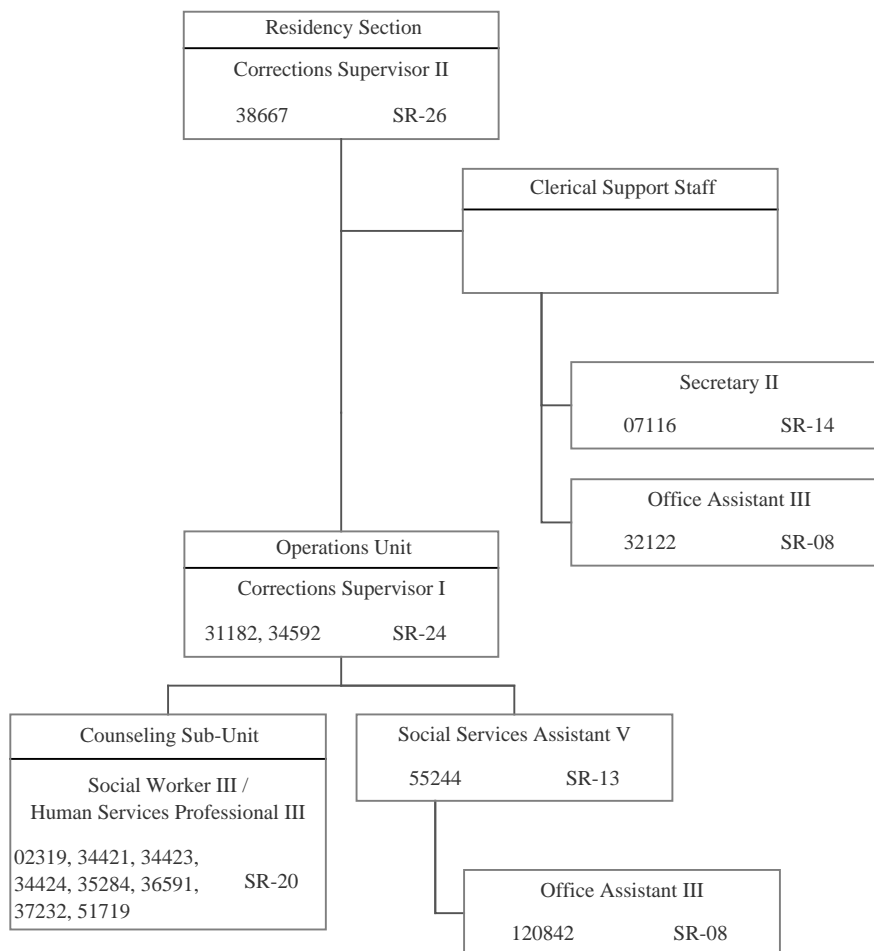 Residency Section
Corrections Supervisor II
38667 SR-26
Clerical Support Staff
Secretary II
07116 SR-14
Office Assistant III
32122 SR-08
Operations Unit
Corrections Supervisor I
31182, 34592 SR-24
Counseling Sub-Unit
Social Worker III /
Human Services Professional III
02319, 34421, 34423,
34424, 35284, 36591,
37232, 51719
SR-20
Social Services Assistant V
55244 SR-13
Office Assistant III
120842 SR-08